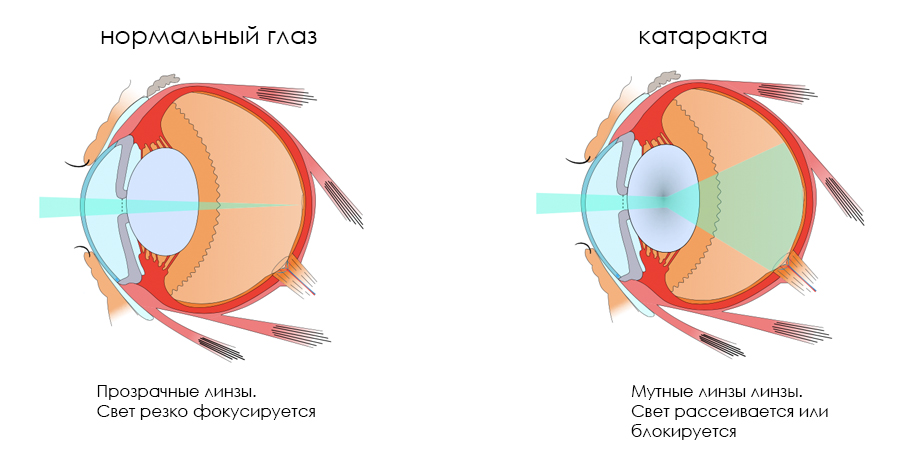 нормальный глаз
катаракта
Прозрачные линзы.
Свет резко фокусируется
Мутные линзы линзы.
Свет рассеивается или
блокируется